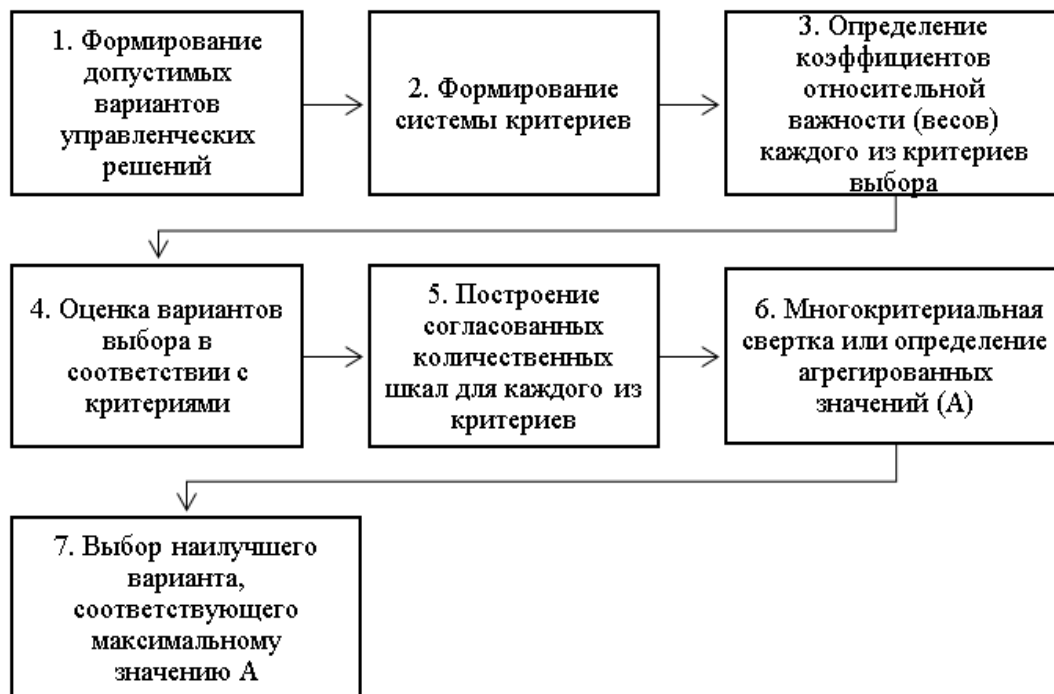 1. Формирование
допустимых
вариантов
управленческих
решений
2. Формирование
системы критериев
3. Определение
коэффициентов
относительной
важности (весов)
каждого из критериев
выбора
4. Оценка вариантов
выбора в
соответствии с
критериями
5. Построение
согласованных
количественных
шкал для каждого из
критериев
6. Многокритериальная
свертка или определение
агрегированных
значений (А)
7. Выбор наилучшего
варианта,
соответствующего
максимальному
значению А